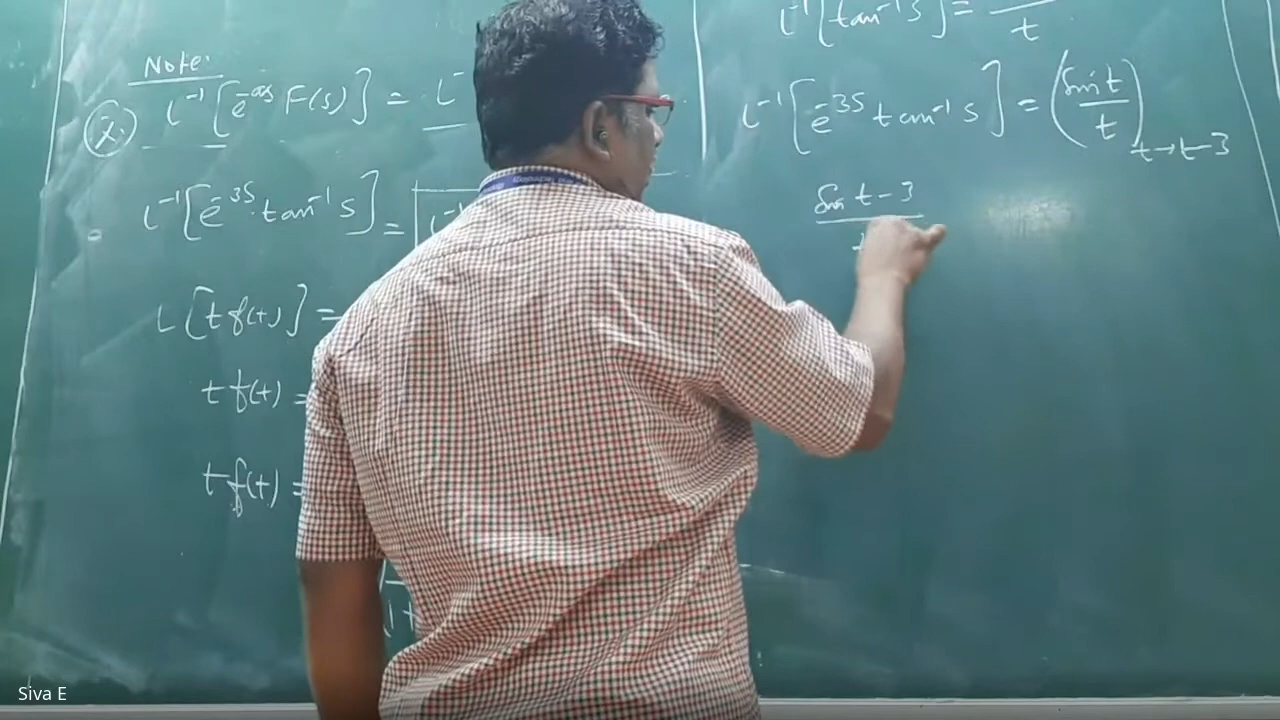 Note:
(2.) L⁻¹[e⁻ᵃˢ F(s)] = L⁻
L⁻¹[e⁻³ˢ. tan⁻¹ s] =
L[t f(t)] =
t f(t) =
t f(t) =
L⁻¹[tan⁻¹ s] = / t
L⁻¹[e⁻³ˢ tan⁻¹ s] = (Sin t / t) t→t-3
Sin t-3
Siva E